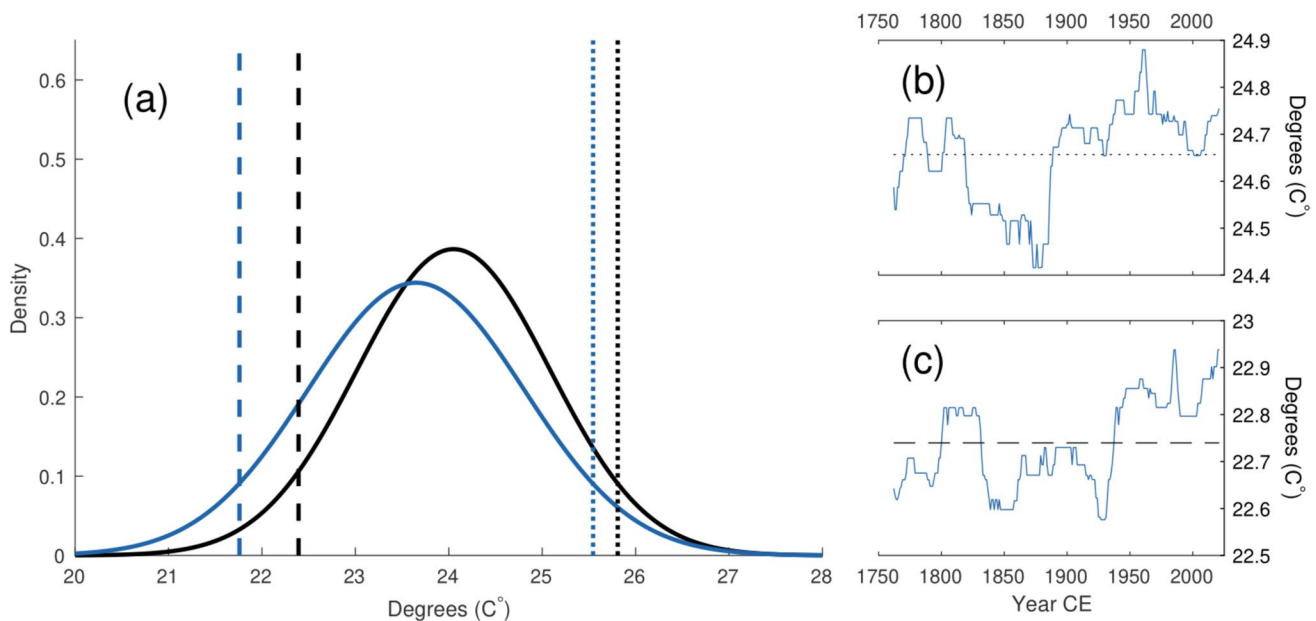 (a)
0.6
0.5
0.4
0.3
0.2
0.1
0
Density
20 21 22 23 24 25 26 27 28
Degrees (C°)
1750 1800 1850 1900 1950 2000
(b)
24.9
24.8
24.7
24.6
24.5
24.4
Degrees (C°)
(c)
23
22.9
22.8
22.7
22.6
22.5
Degrees (C°)
1750 1800 1850 1900 1950 2000
Year CE